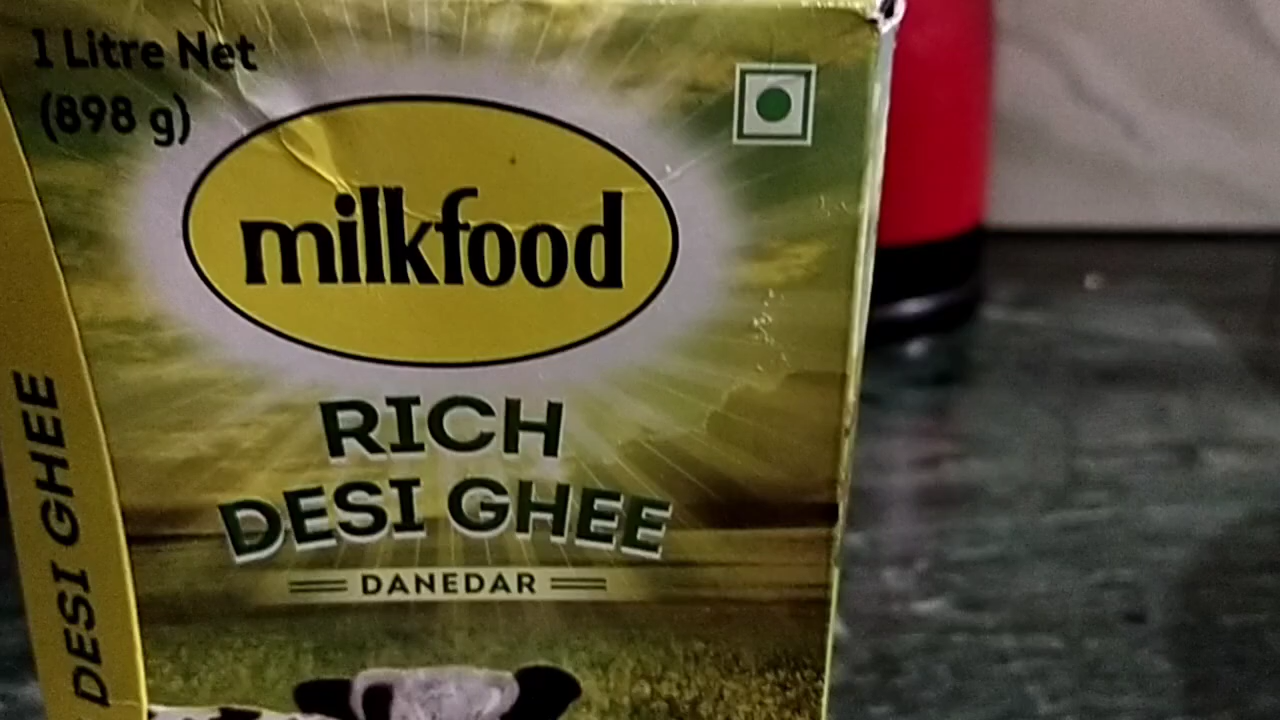 1 Litre Net
(898 g)
milkfood
RICH
DESI GHEE
DANEDAR
DESI GHEE